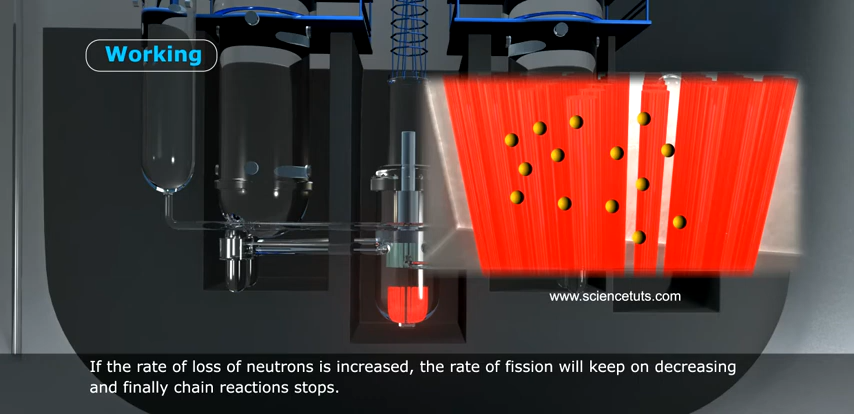 Working
www.sciencetuts.com
If the rate of loss of neutrons is increased, the rate of fission will keep on decreasing
and finally chain reactions stops.